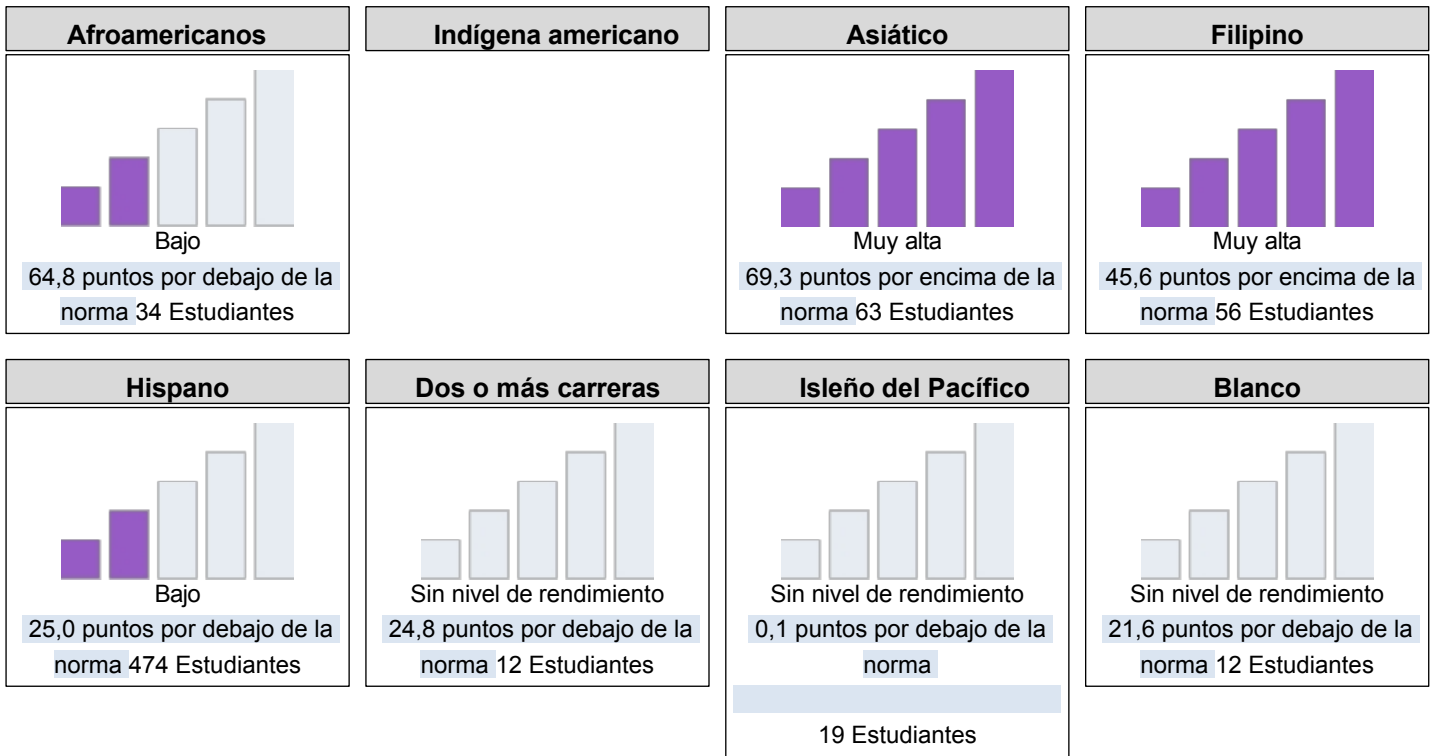 Afroamericanos
Indígena americano
Asiático
Filipino
Bajo
64,8 puntos por debajo de la
norma 34 Estudiantes
Muy alta
69,3 puntos por encima de la
norma 63 Estudiantes
Muy alta
45,6 puntos por encima de la
norma 56 Estudiantes
Hispano
Dos o más carreras
Isleño del Pacífico
Blanco
Bajo
25,0 puntos por debajo de la
norma 474 Estudiantes
Sin nivel de rendimiento
24,8 puntos por debajo de la
norma 12 Estudiantes
Sin nivel de rendimiento
0,1 puntos por debajo de la
norma
19 Estudiantes
Sin nivel de rendimiento
21,6 puntos por debajo de la
norma 12 Estudiantes